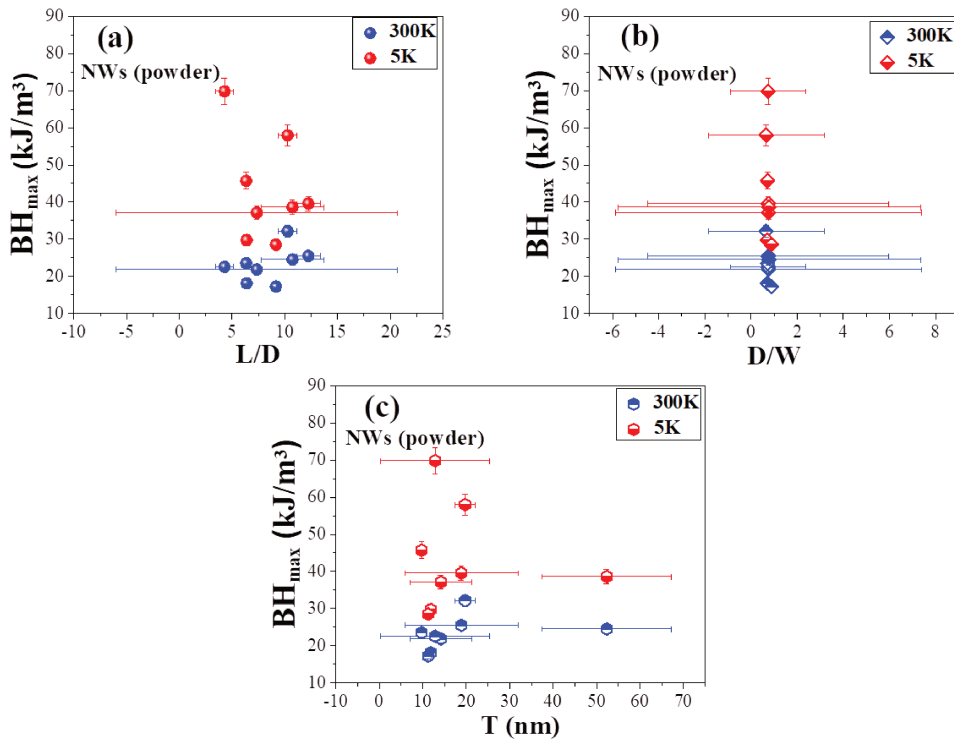 (a)
300K
5K
NWs (powder)
BHmax (kJ/m³)
90
80
70
60
50
40
30
20
10
-10 -5 0 5 10 15 20 25
L/D
(b)
300K
5K
NWs (powder)
BHmax (kJ/m³)
90
80
70
60
50
40
30
20
10
-6 -4 -2 0 2 4 6 8
D/W
(c)
300K
5K
NWs (powder)
BHmax (kJ/m³)
90
80
70
60
50
40
30
20
10
-10 0 10 20 30 40 50 60 70
T (nm)